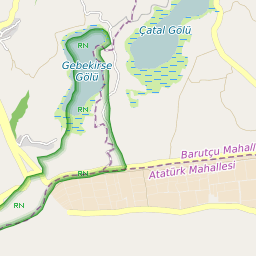 Çatal Gölü
RN
Gebekirse
Gölü
RN
Barutçu Mahall
Atatürk Mahallesi
RN
RN
RN